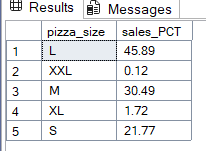 Results Messages
pizza_size sales_PCT
1 L 45.89
2 XXL 0.12
3 M 30.49
4 XL 1.72
5 S 21.77